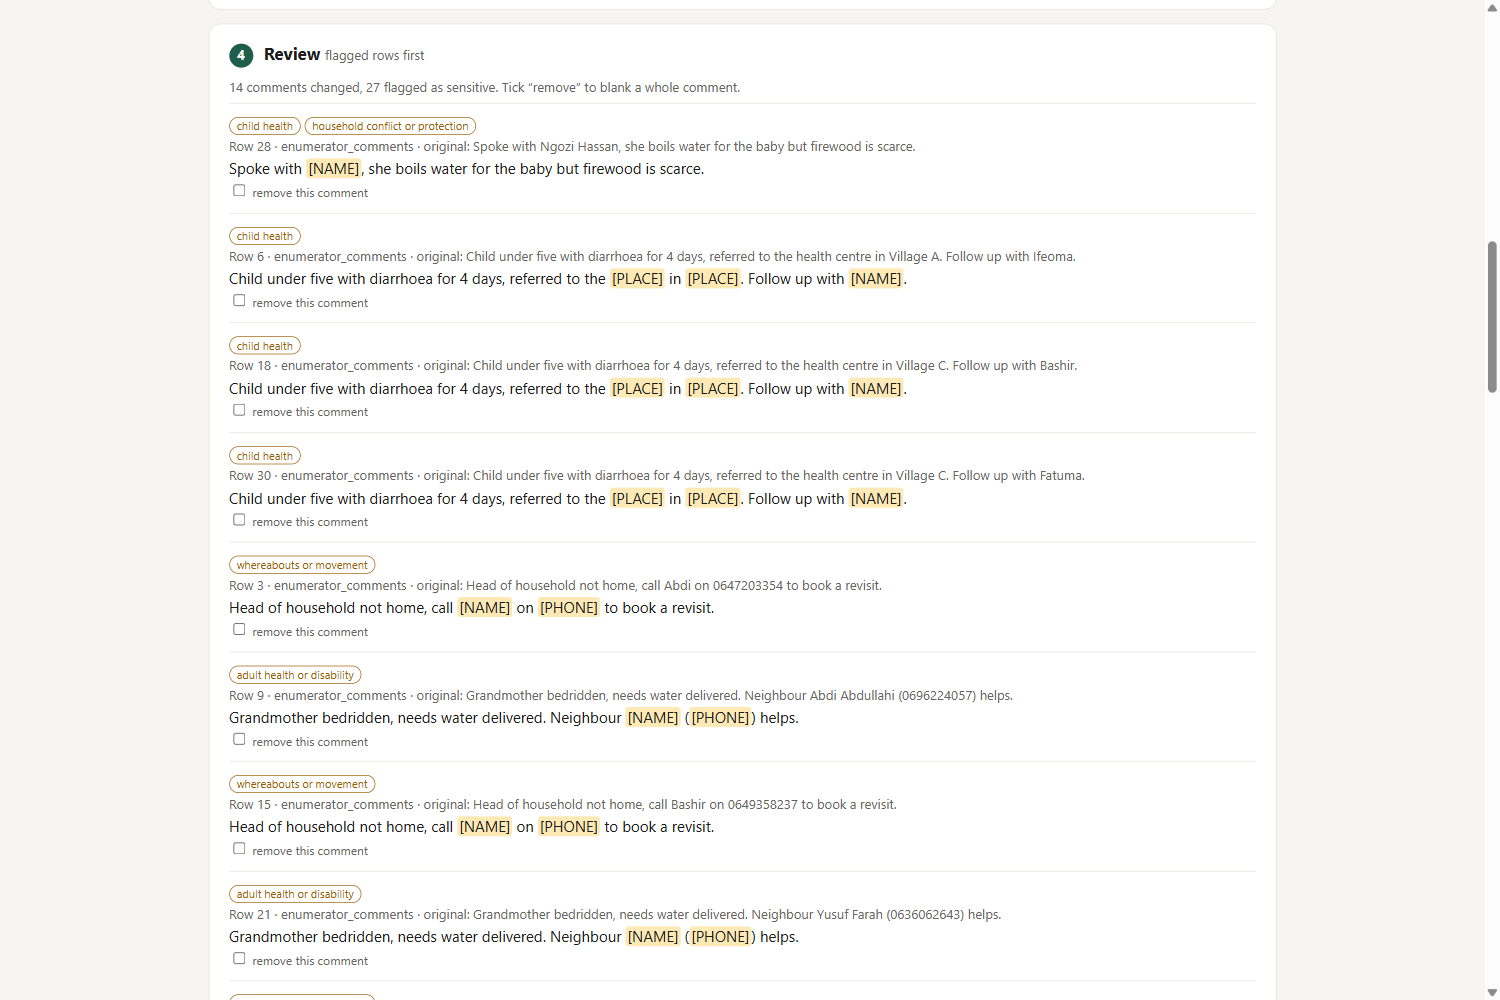 4 Review flagged rows first
14 comments changed, 27 flagged as sensitive. Tick “remove” to blank a whole comment.
child health household conflict or protection
Row 28 · enumerator_comments · original: Spoke with Ngozi Hassan, she boils water for the baby but firewood is scarce.
Spoke with [NAME], she boils water for the baby but firewood is scarce.
remove this comment
child health
Row 6 · enumerator_comments · original: Child under five with diarrhoea for 4 days, referred to the health centre in Village A. Follow up with Ifeoma.
Child under five with diarrhoea for 4 days, referred to the [PLACE] in [PLACE]. Follow up with [NAME].
remove this comment
child health
Row 18 · enumerator_comments · original: Child under five with diarrhoea for 4 days, referred to the health centre in Village C. Follow up with Bashir.
Child under five with diarrhoea for 4 days, referred to the [PLACE] in [PLACE]. Follow up with [NAME].
remove this comment
child health
Row 30 · enumerator_comments · original: Child under five with diarrhoea for 4 days, referred to the health centre in Village C. Follow up with Fatuma.
Child under five with diarrhoea for 4 days, referred to the [PLACE] in [PLACE]. Follow up with [NAME].
remove this comment
whereabouts or movement
Row 3 · enumerator_comments · original: Head of household not home, call Abdi on 0647203354 to book a revisit.
Head of household not home, call [NAME] on [PHONE] to book a revisit.
remove this comment
adult health or disability
Row 9 · enumerator_comments · original: Grandmother bedridden, needs water delivered. Neighbour Abdi Abdullahi (0696224057) helps.
Grandmother bedridden, needs water delivered. Neighbour [NAME] ([PHONE]) helps.
remove this comment
whereabouts or movement
Row 15 · enumerator_comments · original: Head of household not home, call Bashir on 0649358237 to book a revisit.
Head of household not home, call [NAME] on [PHONE] to book a revisit.
remove this comment
adult health or disability
Row 21 · enumerator_comments · original: Grandmother bedridden, needs water delivered. Neighbour Yusuf Farah (0636062643) helps.
Grandmother bedridden, needs water delivered. Neighbour [NAME] ([PHONE]) helps.
remove this comment